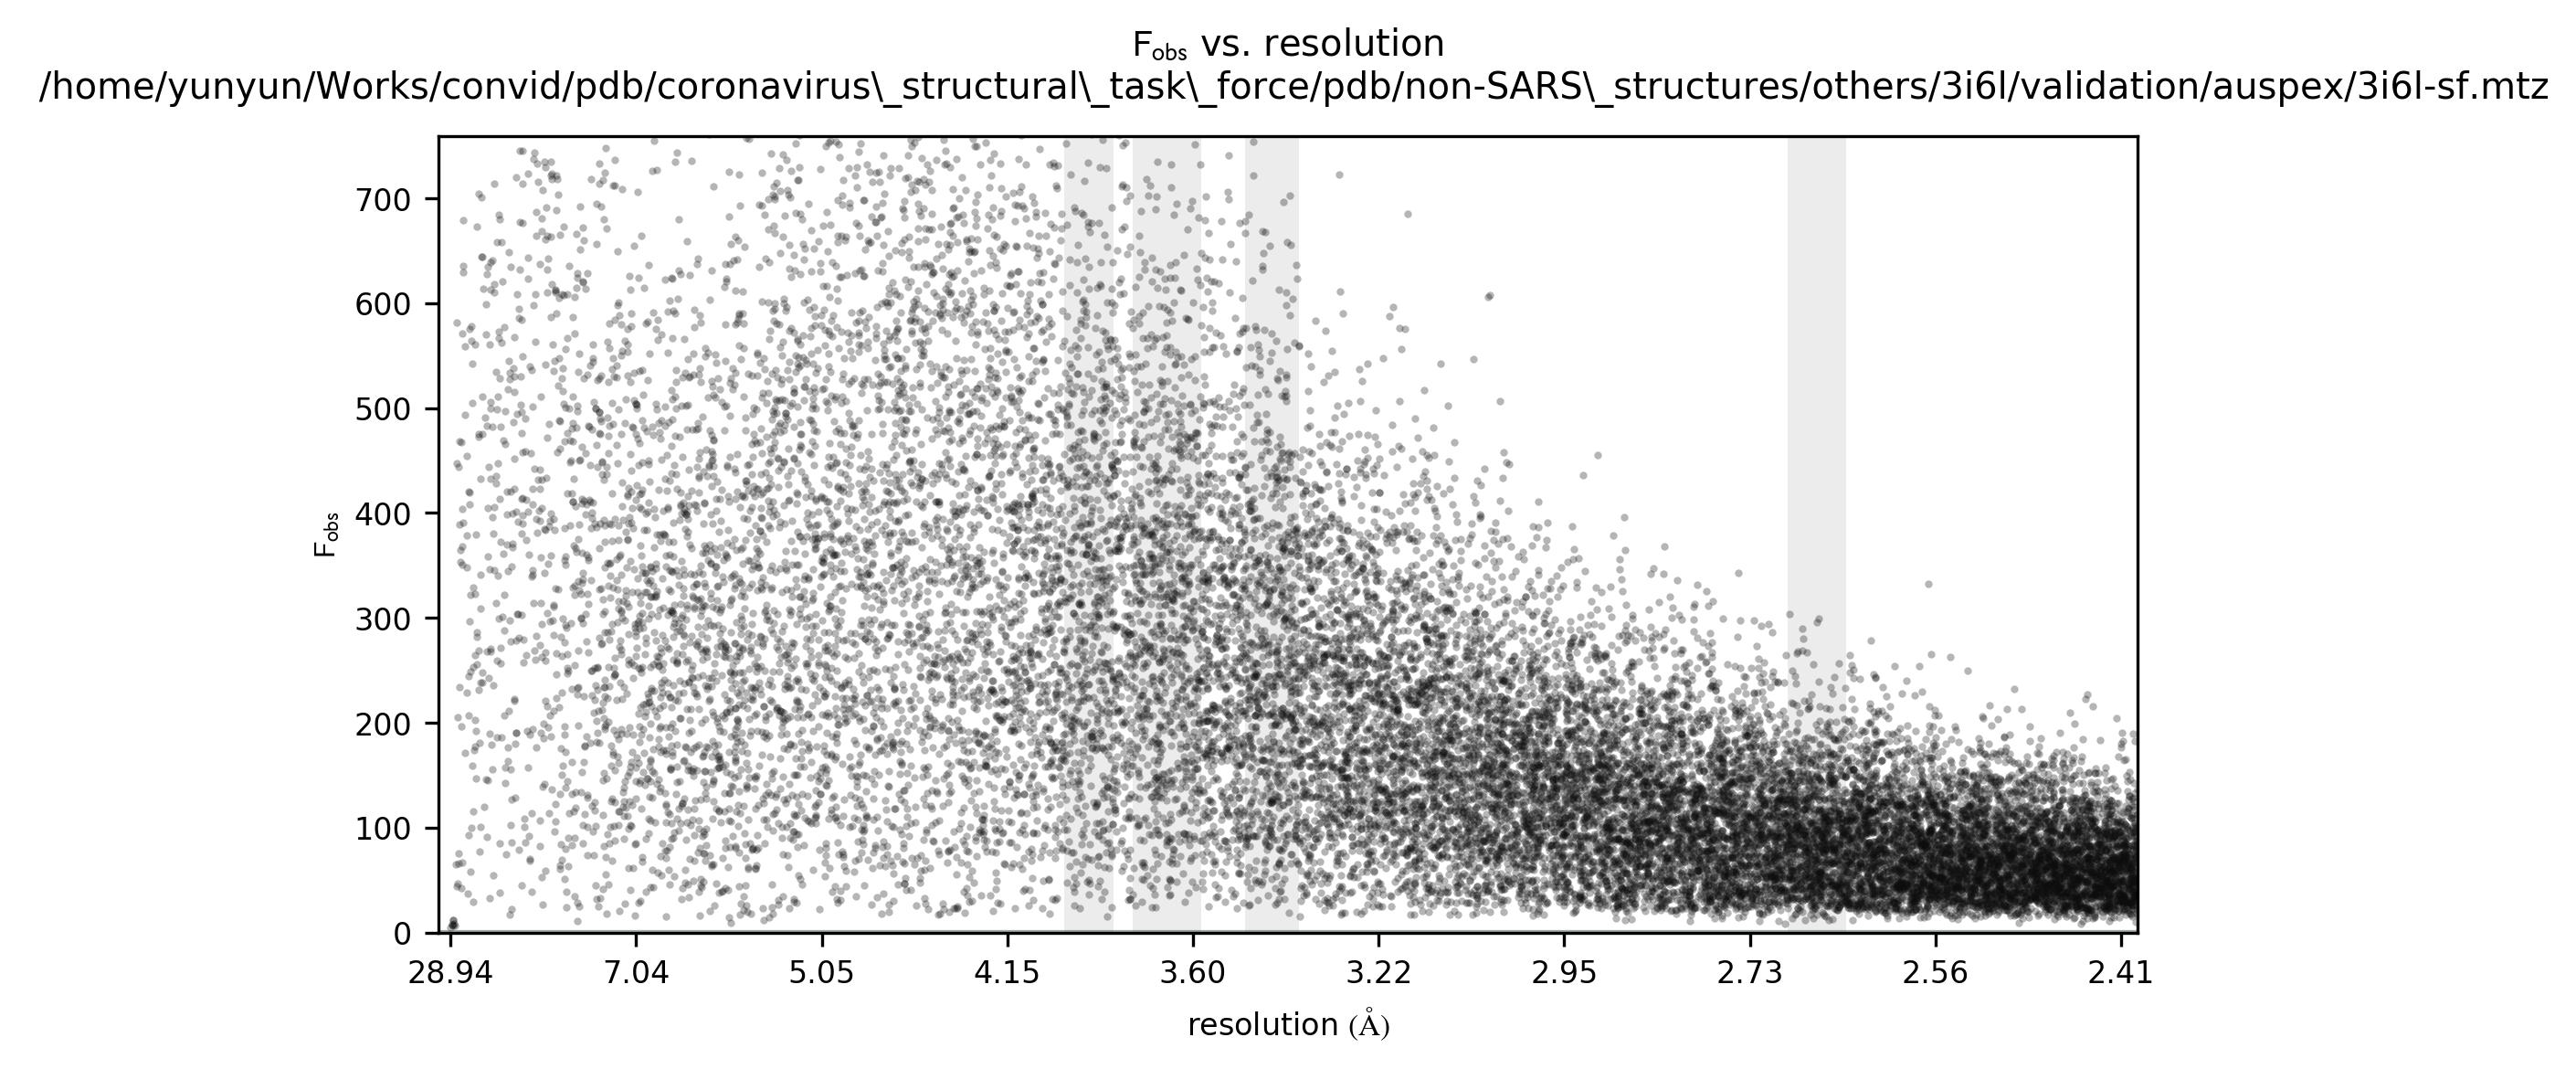 F_obs vs. resolution
/home/yunyun/Works/convid/pdb/coronavirus\_structural\_task\_force/pdb/non-SARS\_structures/others/3i6l/validation/auspex/3i6l-sf.mtz
700
600
500
400
300
200
100
0
F_obs
28.94 7.04 5.05 4.15 3.60 3.22 2.95 2.73 2.56 2.41
resolution (Å)